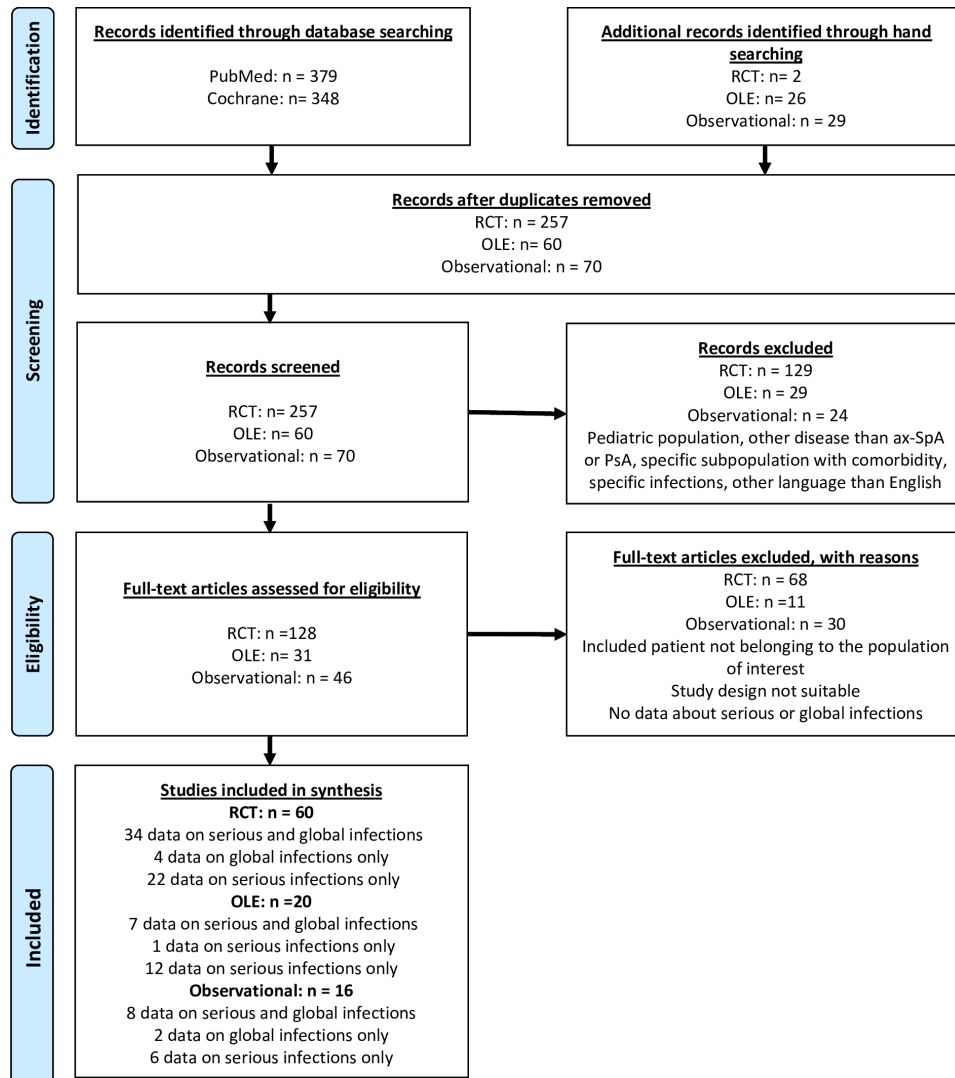 Identification
Records identified through database searching
PubMed: n = 379
Cochrane: n= 348
Additional records identified through hand
searching
RCT: n= 2
OLE: n= 26
Observational: n = 29
Screening
Records after duplicates removed
RCT: n = 257
OLE: n= 60
Observational: n = 70
Records screened
RCT: n= 257
OLE: n= 60
Observational: n = 70
Records excluded
RCT: n = 129
OLE: n = 29
Observational: n = 24
Pediatric population, other disease than ax-SpA
or PsA, specific subpopulation with comorbidity,
specific infections, other language than English
Eligibility
Full-text articles assessed for eligibility
RCT: n =128
OLE: n= 31
Observational: n = 46
Full-text articles excluded, with reasons
RCT: n = 68
OLE: n =11
Observational: n = 30
Included patient not belonging to the population
of interest
Study design not suitable
No data about serious or global infections
Included
Studies included in synthesis
RCT: n = 60
34 data on serious and global infections
4 data on global infections only
22 data on serious infections only
OLE: n =20
7 data on serious and global infections
1 data on serious infections only
12 data on serious infections only
Observational: n = 16
8 data on serious and global infections
2 data on global infections only
6 data on serious infections only